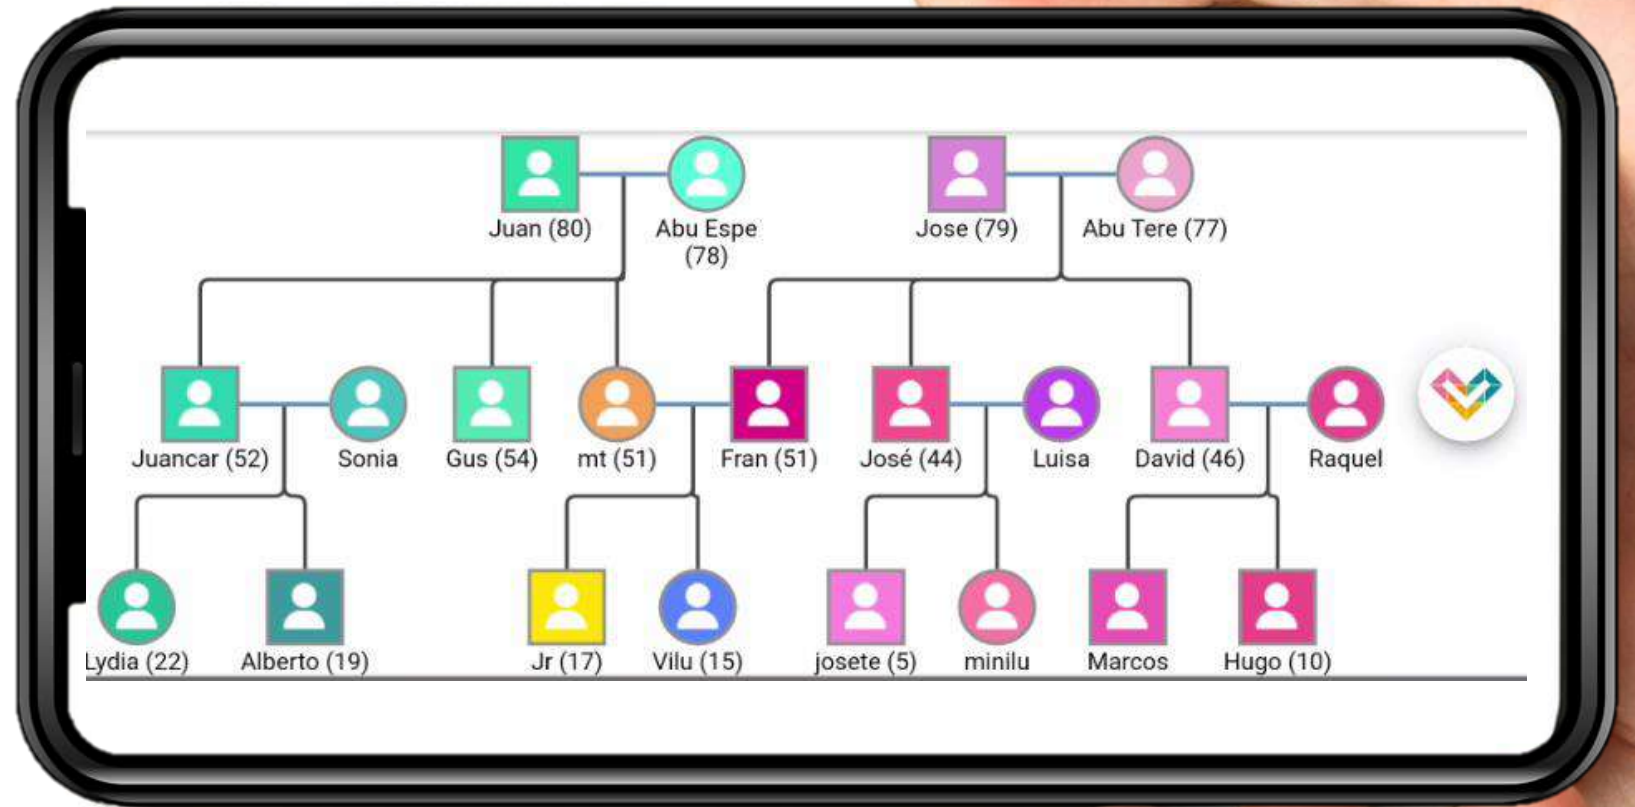 Juan (80)
Abu Espe
(78)
Jose (79)
Abu Tere (77)
Juancar (52)
Sonia
Gus (54)
mt (51)
Fran (51)
José (44)
Luisa
David (46)
Raquel
Lydia (22)
Alberto (19)
Jr (17)
Vilu (15)
josete (5)
minilu
Marcos
Hugo (10)